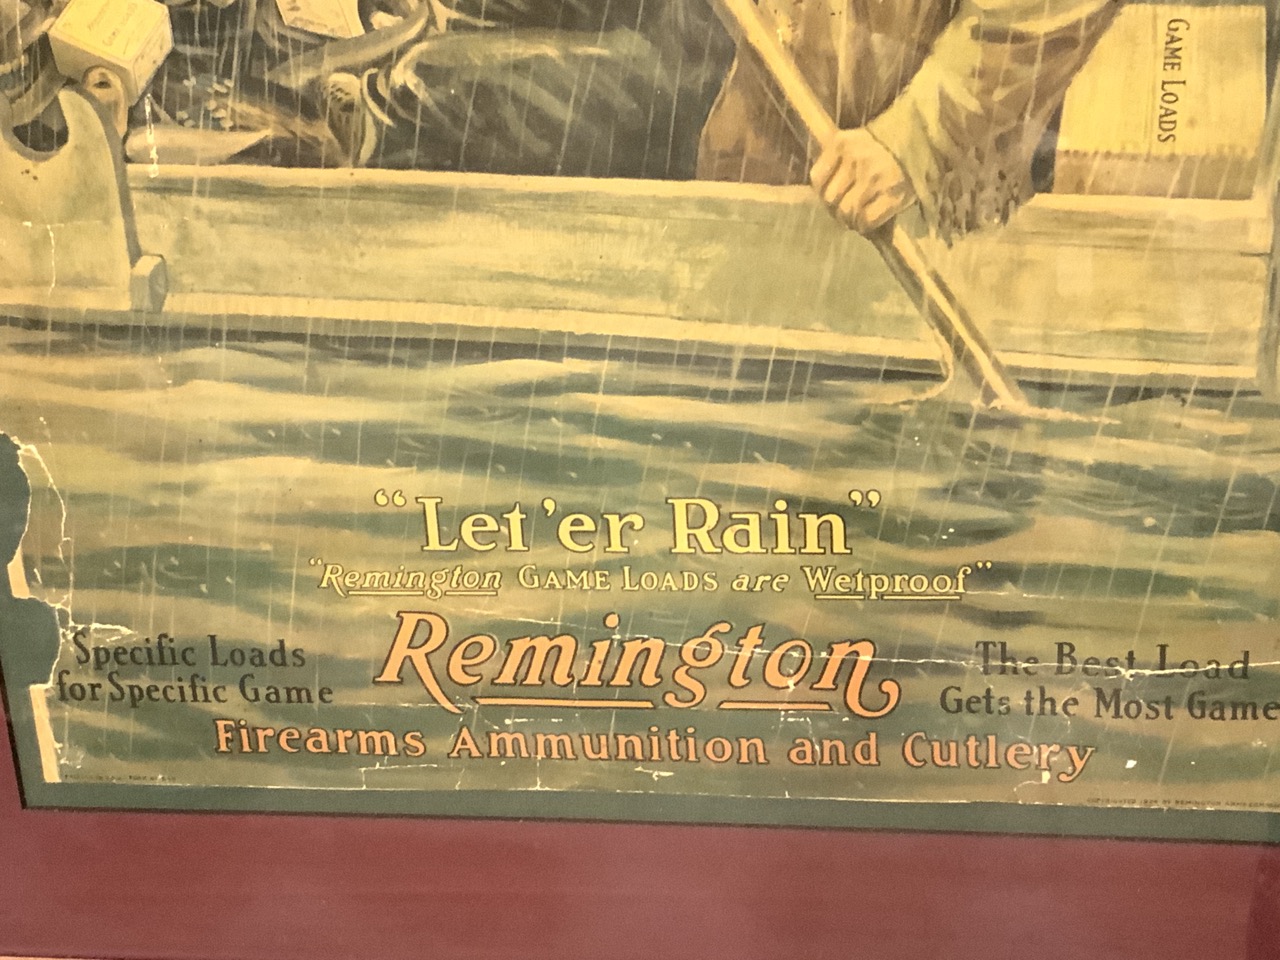 GAME LOADS
“Let ’er Rain”
“Remington GAME LOADS are Wetproof”
Specific Loads
for Specific Game
Remington
The Best Load
Gets the Most Game
Firearms Ammunition and Cutlery